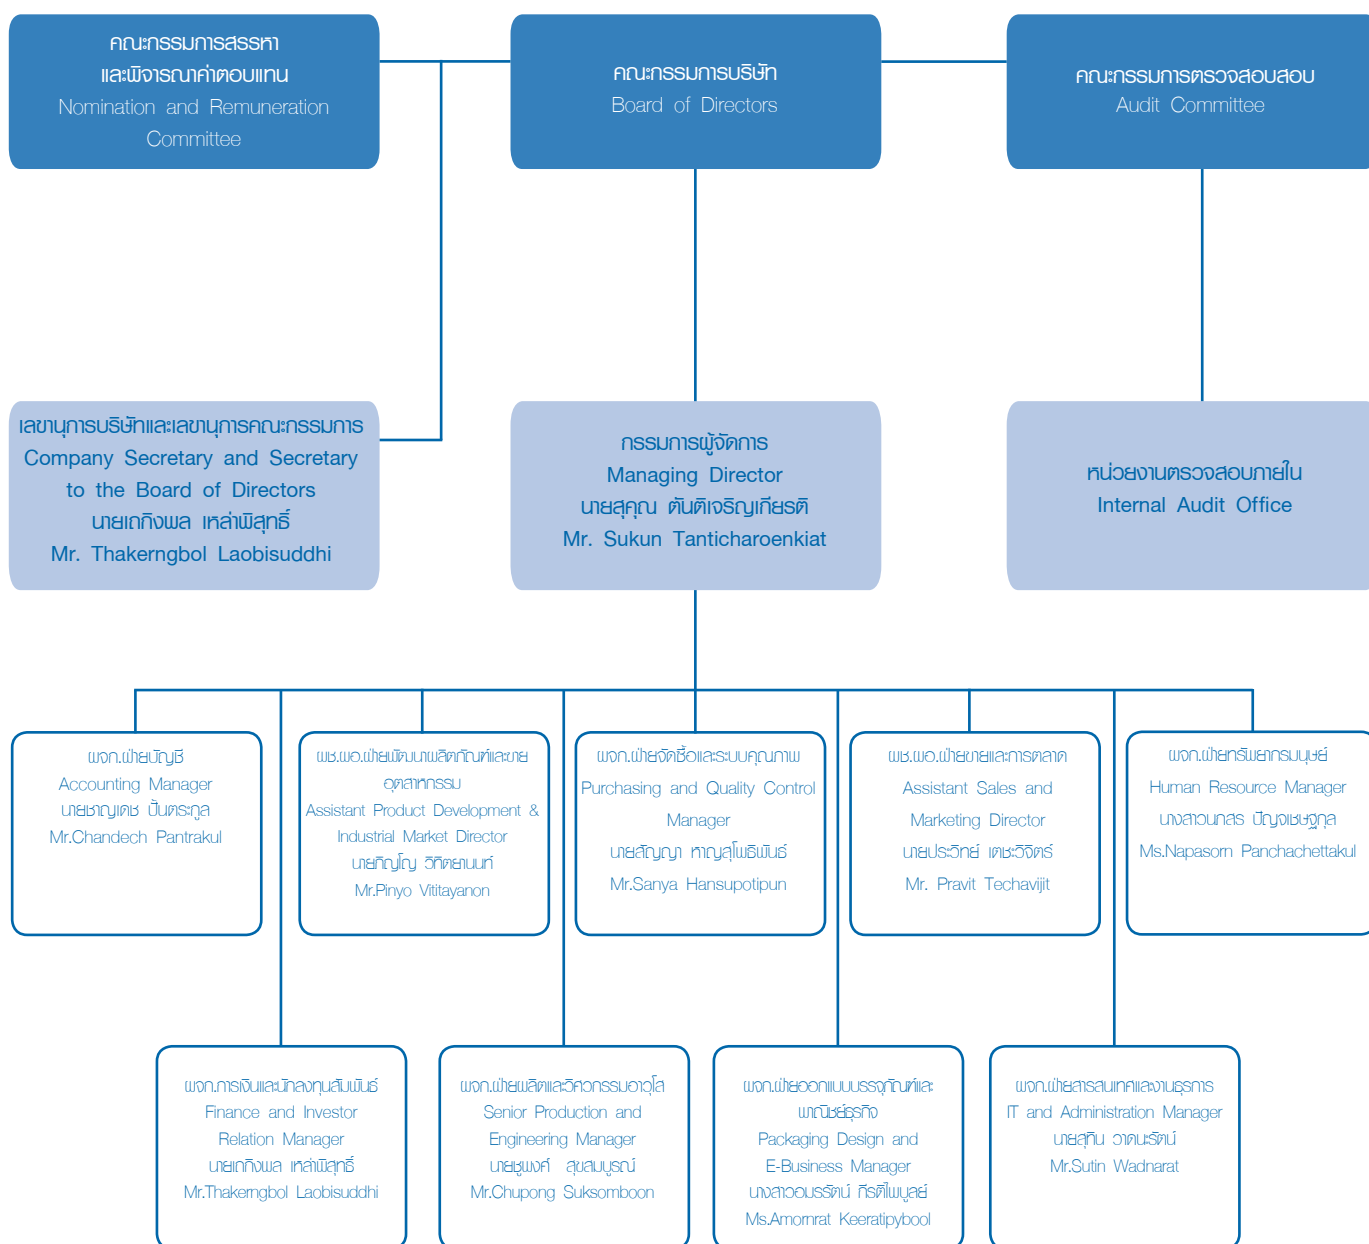 คณะกรรมการสรรหา
และพิจารณาค่าตอบแทน
Nomination and Remuneration
Committee
คณะกรรมการบริษัท
Board of Directors
คณะกรรมการตรวจสอบสอบ
Audit Committee
เลขานุการบริษัทและเลขานุการคณะกรรมการ
Company Secretary and Secretary
to the Board of Directors
นายเถกิงพล เหล่าพิสุทธิ์
Mr. Thakerngbol Laobisuddhi
กรรมการผู้จัดการ
Managing Director
นายสุคุณ ตันติเจริญเกียรติ
Mr. Sukun Tanticharoenkiat
หน่วยงานตรวจสอบภายใน
Internal Audit Office
ผจก.ฝ่ายบัญชี
Accounting Manager
นายชาญเดช ปั้นตระกูล
Mr.Chandech Pantrakul
ผช.ผอ.ฝ่ายพัฒนาผลิตภัณฑ์และขาย
อุตสาหกรรม
Assistant Product Development &
Industrial Market Director
นายภิญโญ วิทิตยานนท์
Mr.Pinyo Vititayanon
ผจก.ฝ่ายจัดซื้อและระบบคุณภาพ
Purchasing and Quality Control
Manager
นายสัญญา หาญสุโพธิพันธ์
Mr.Sanya Hansupotipun
ผช.ผอ.ฝ่ายขายและการตลาด
Assistant Sales and
Marketing Director
นายประวิทย์ เตชะวิจิตร์
Mr. Pravit Techavijit
ผจก.ฝ่ายทรัพยากรมนุษย์
Human Resource Manager
นางสาวนภสร ปัญจเชษฐกุล
Ms.Napasorn Panchachettakul
ผจก.การเงินและนักลงทุนสัมพันธ์
Finance and Investor
Relation Manager
นายเถกิงพล เหล่าพิสุทธิ์
Mr.Thakerngbol Laobisuddhi
ผจก.ฝ่ายผลิตและวิศวกรรมอาวุโส
Senior Production and
Engineering Manager
นายชูพงศ์ สุขสมบูรณ์
Mr.Chupong Suksomboon
ผจก.ฝ่ายออกแบบบรรจุภัณฑ์และ
พาณิชย์ธุรกิจ
Packaging Design and
E-Business Manager
นางสาวอมรรัตน์ กีรติไพบูลย์
Ms.Amornrat Keeratipybool
ผจก.ฝ่ายสารสนเทศและงานธุรการ
IT and Administration Manager
นายสุทิน วาดนะรัตน์
Mr.Sutin Wadnarat